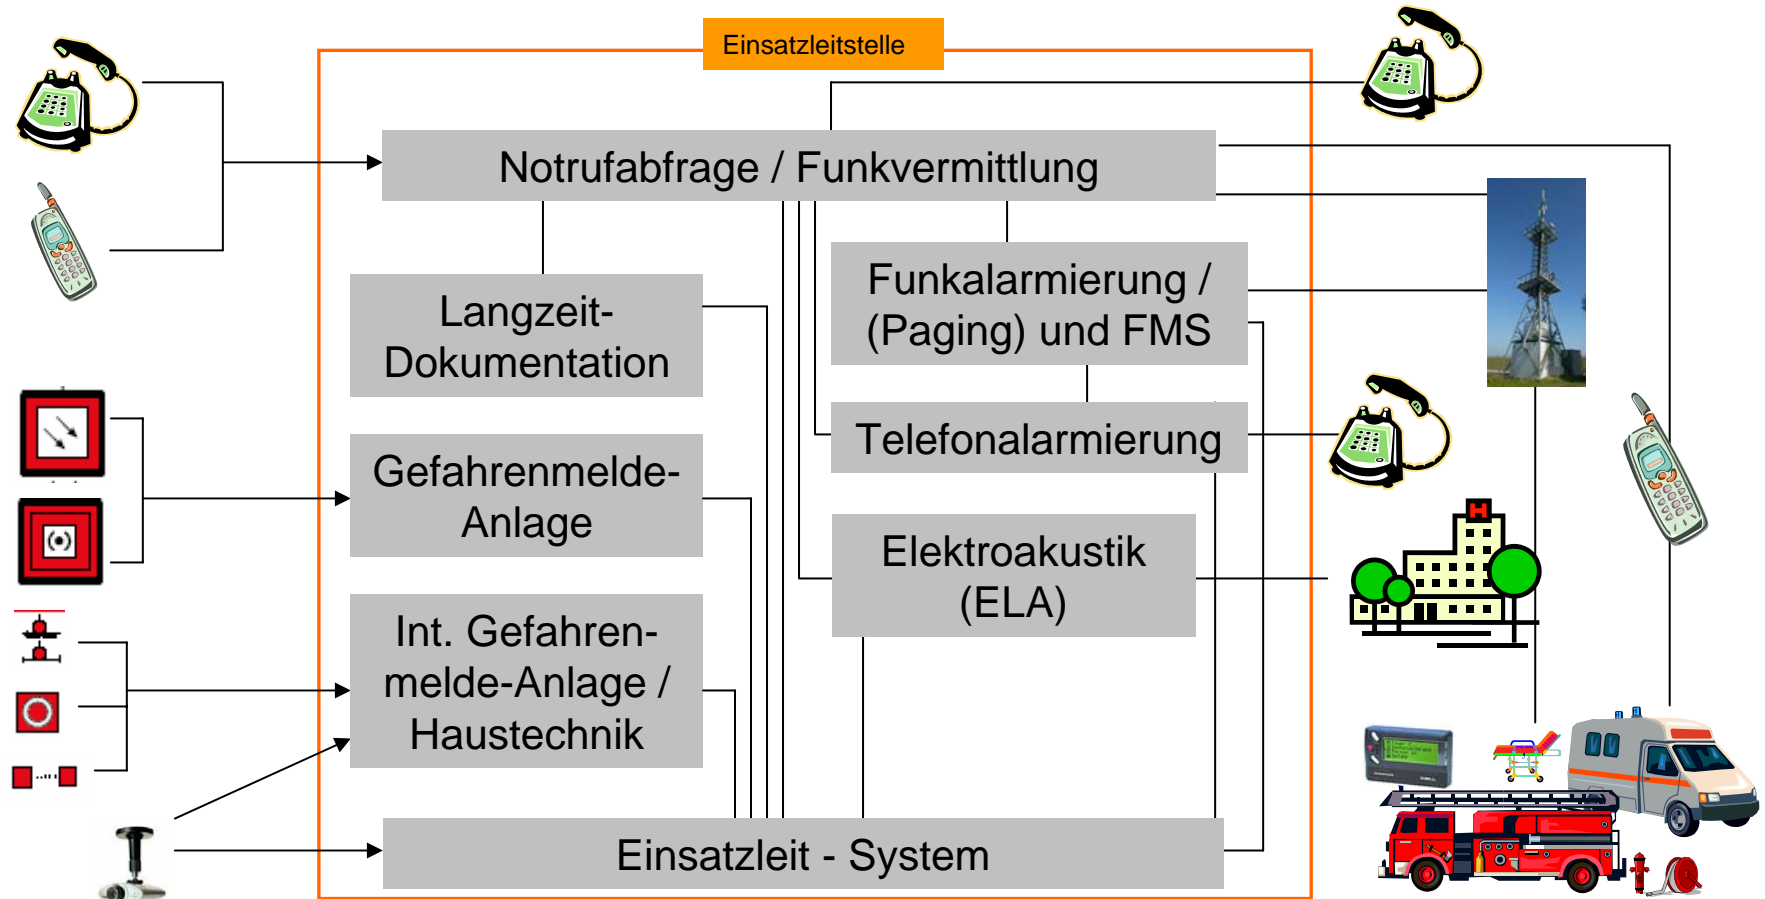 Einsatzleitstelle
Notrufabfrage / Funkvermittlung
Langzeit-
Dokumentation
Funkalarmierung /
(Paging) und FMS
Telefonalarmierung
Gefahrenmelde-
Anlage
Elektroakustik
(ELA)
Int. Gefahren-
melde-Anlage /
Haustechnik
Einsatzleit - System
H